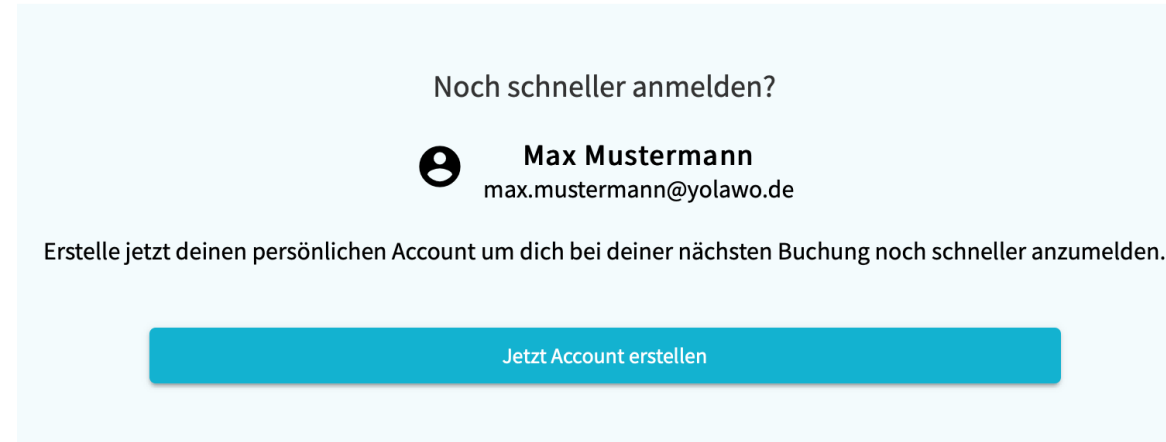 Noch schneller anmelden?
Max Mustermann
max.mustermann@yolawo.de
Erstelle jetzt deinen persönlichen Account um dich bei deiner nächsten Buchung noch schneller anzumelden.
Jetzt Account erstellen